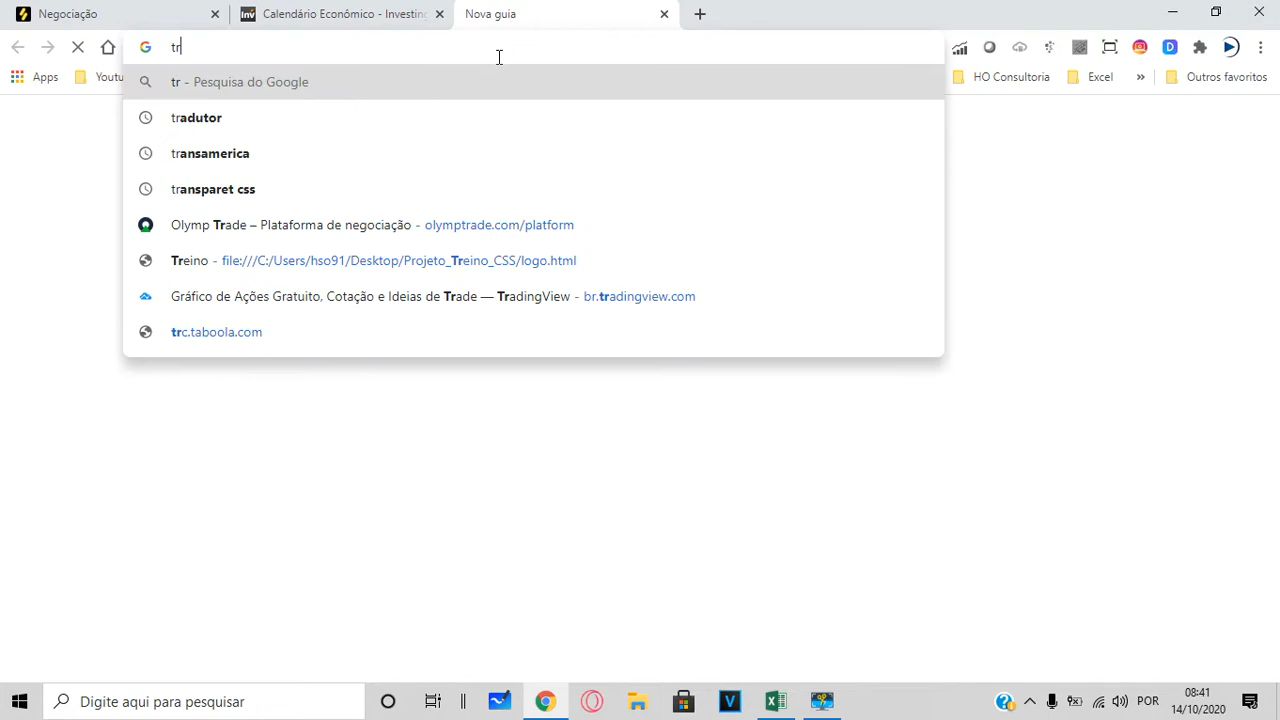 Negociação
Inv Calendário Econômico - Investing
Nova guia
tr
Apps
Youtu
HO Consultoria
Excel
»
Outros favoritos
tr - Pesquisa do Google
tradutor
transamerica
transparet css
Olymp Trade – Plataforma de negociação - olymptrade.com/platform
Treino - file:///C:/Users/hso91/Desktop/Projeto_Treino_CSS/logo.html
Gráfico de Ações Gratuito, Cotação e Ideias de Trade — TradingView - br.tradingview.com
trc.taboola.com
Digite aqui para pesquisar
POR
08:41
14/10/2020